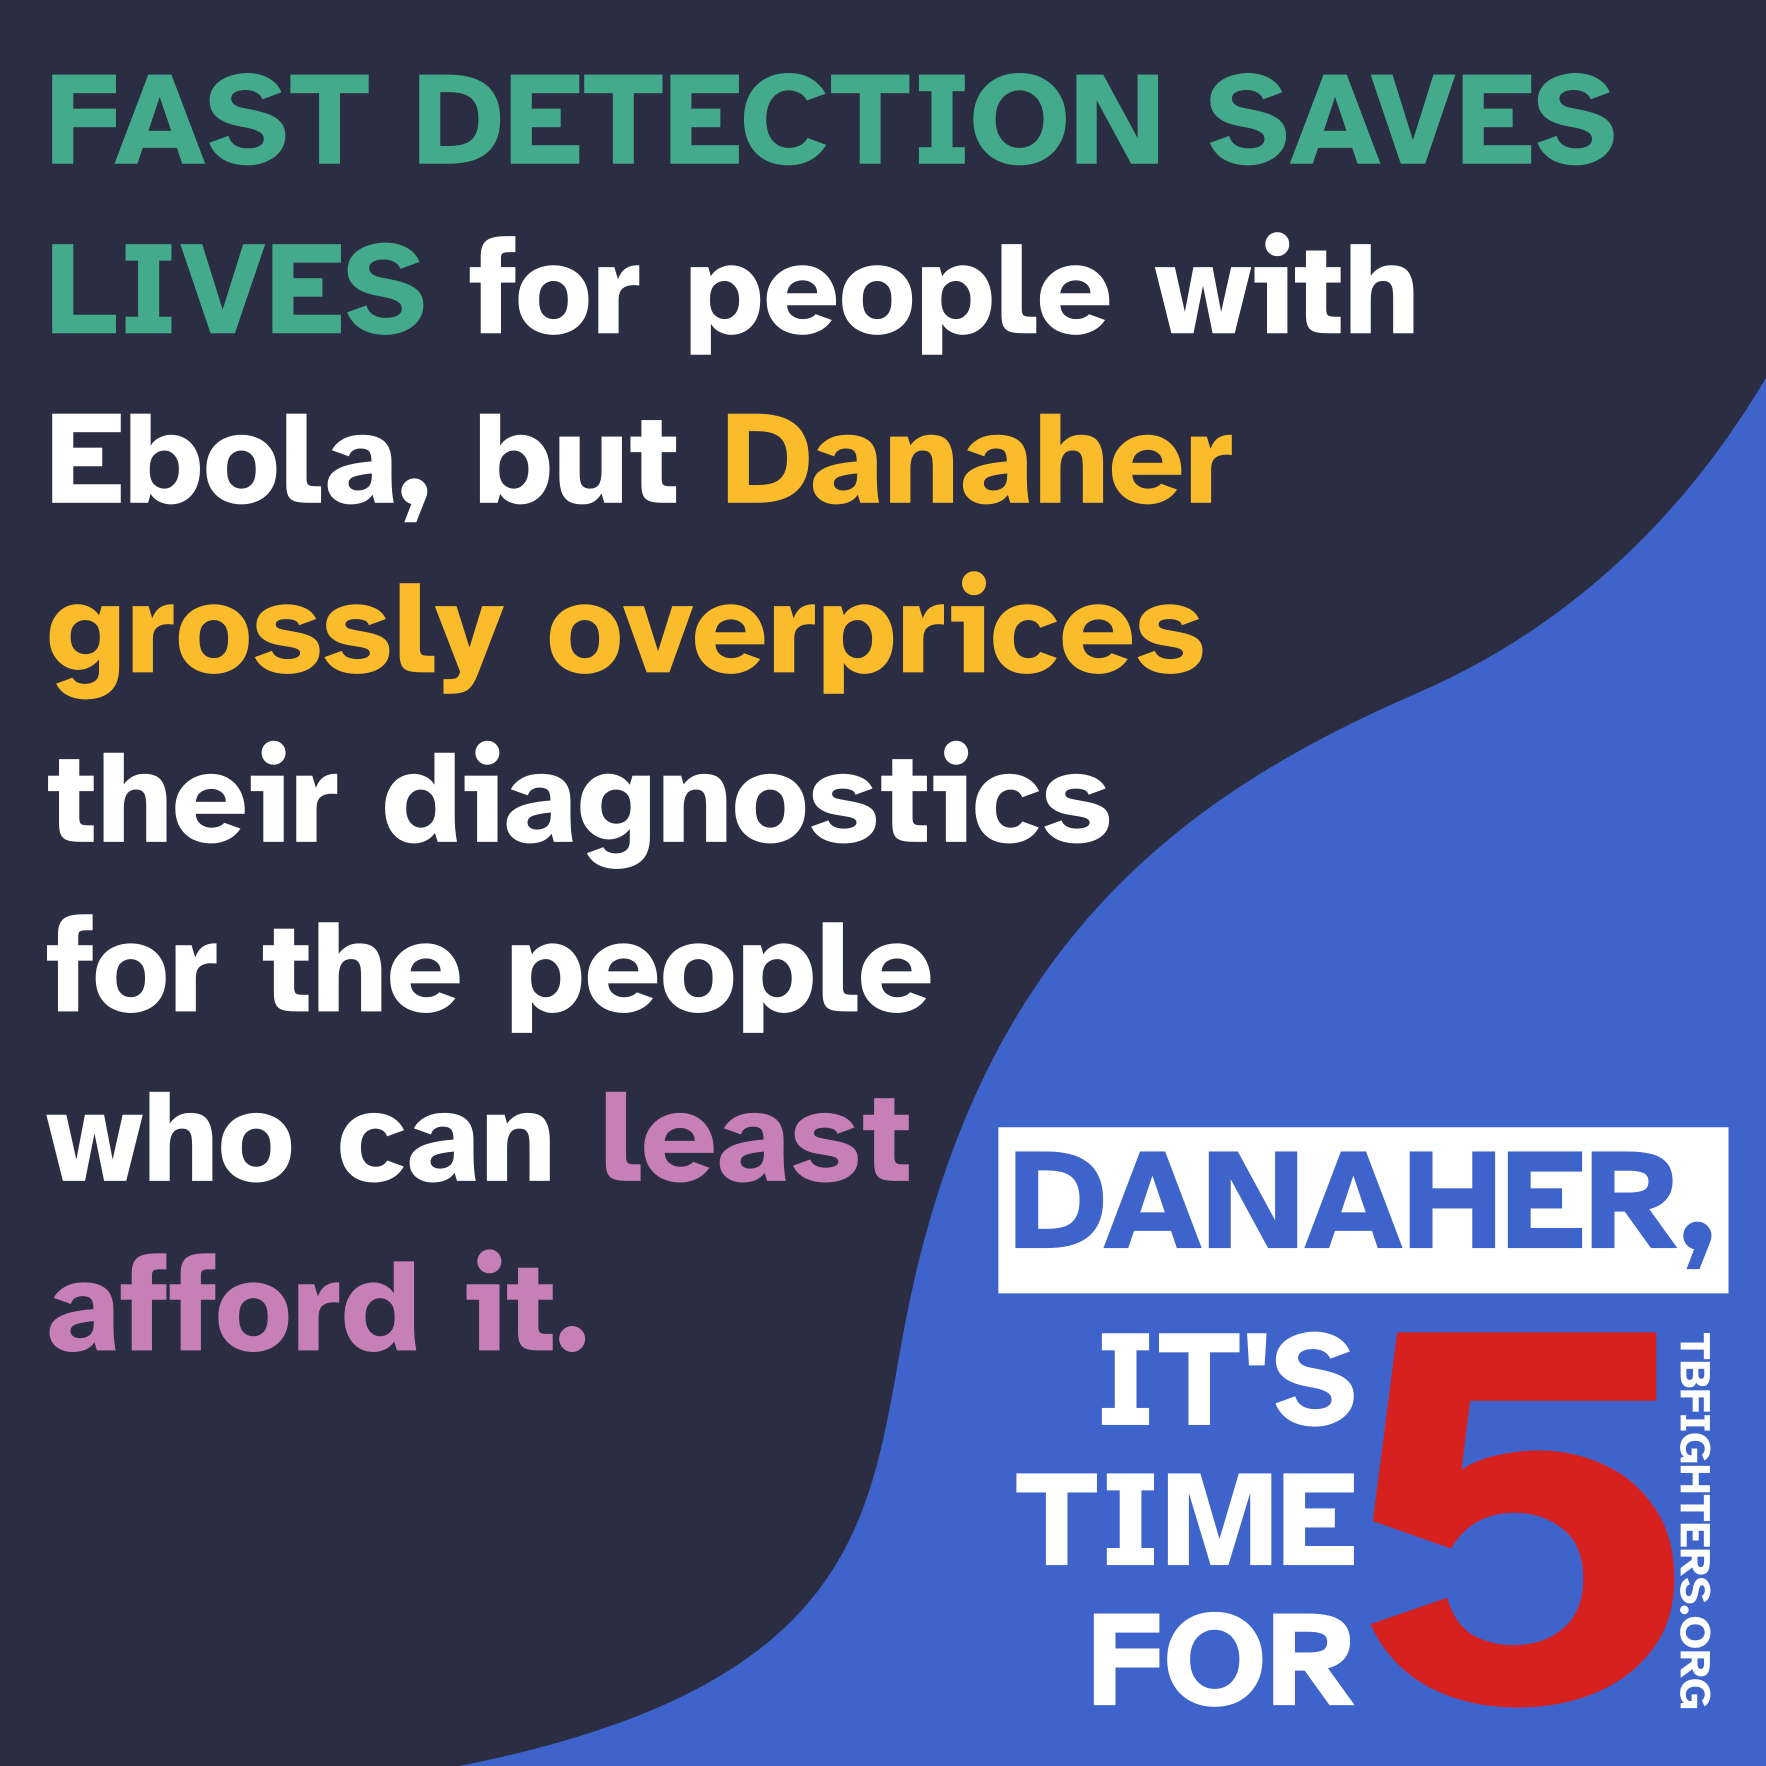 FAST DETECTION SAVES
LIVES for people with
Ebola, but Danaher
grossly overprices
their diagnostics
for the people
who can least
afford it.
DANAHER,
IT'S
TIME
FOR
5
TBFIGHTERS.ORG